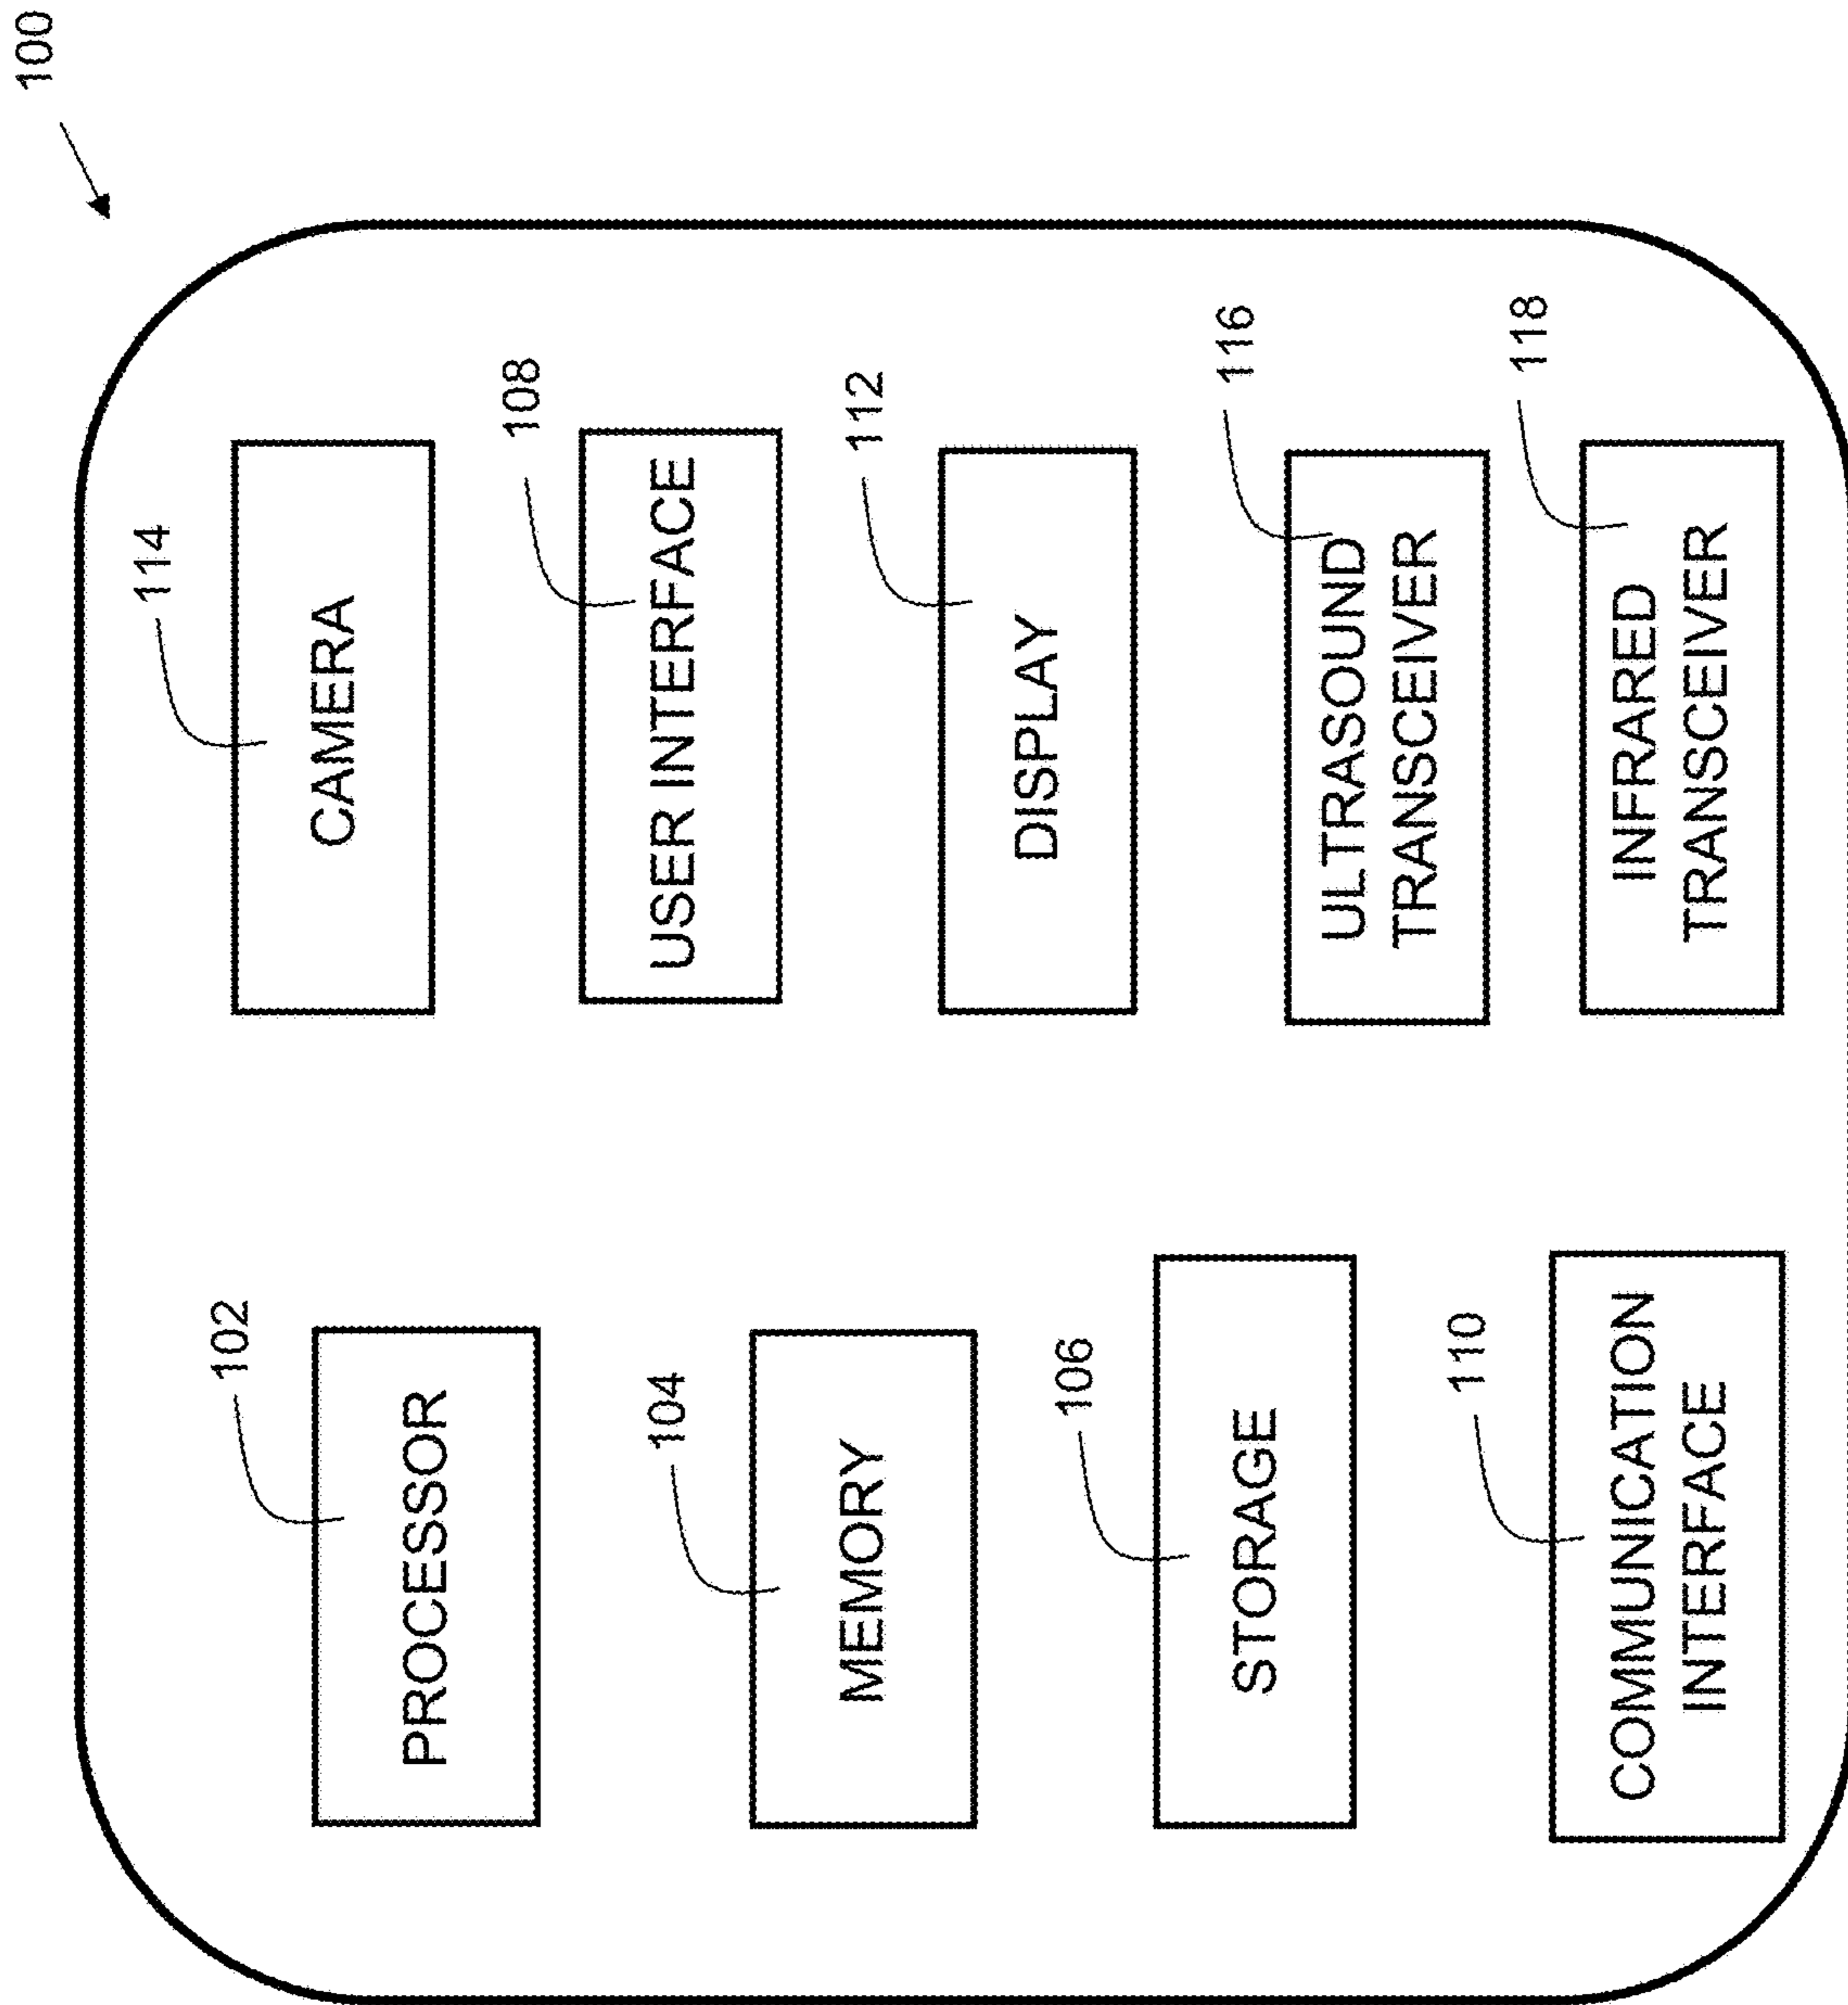 100
102
PROCESSOR
104
MEMORY
106
STORAGE
110
COMMUNICATION
INTERFACE
114
CAMERA
108
USER INTERFACE
112
DISPLAY
116
ULTRASOUND
TRANSCEIVER
118
INFRARED
TRANSCEIVER